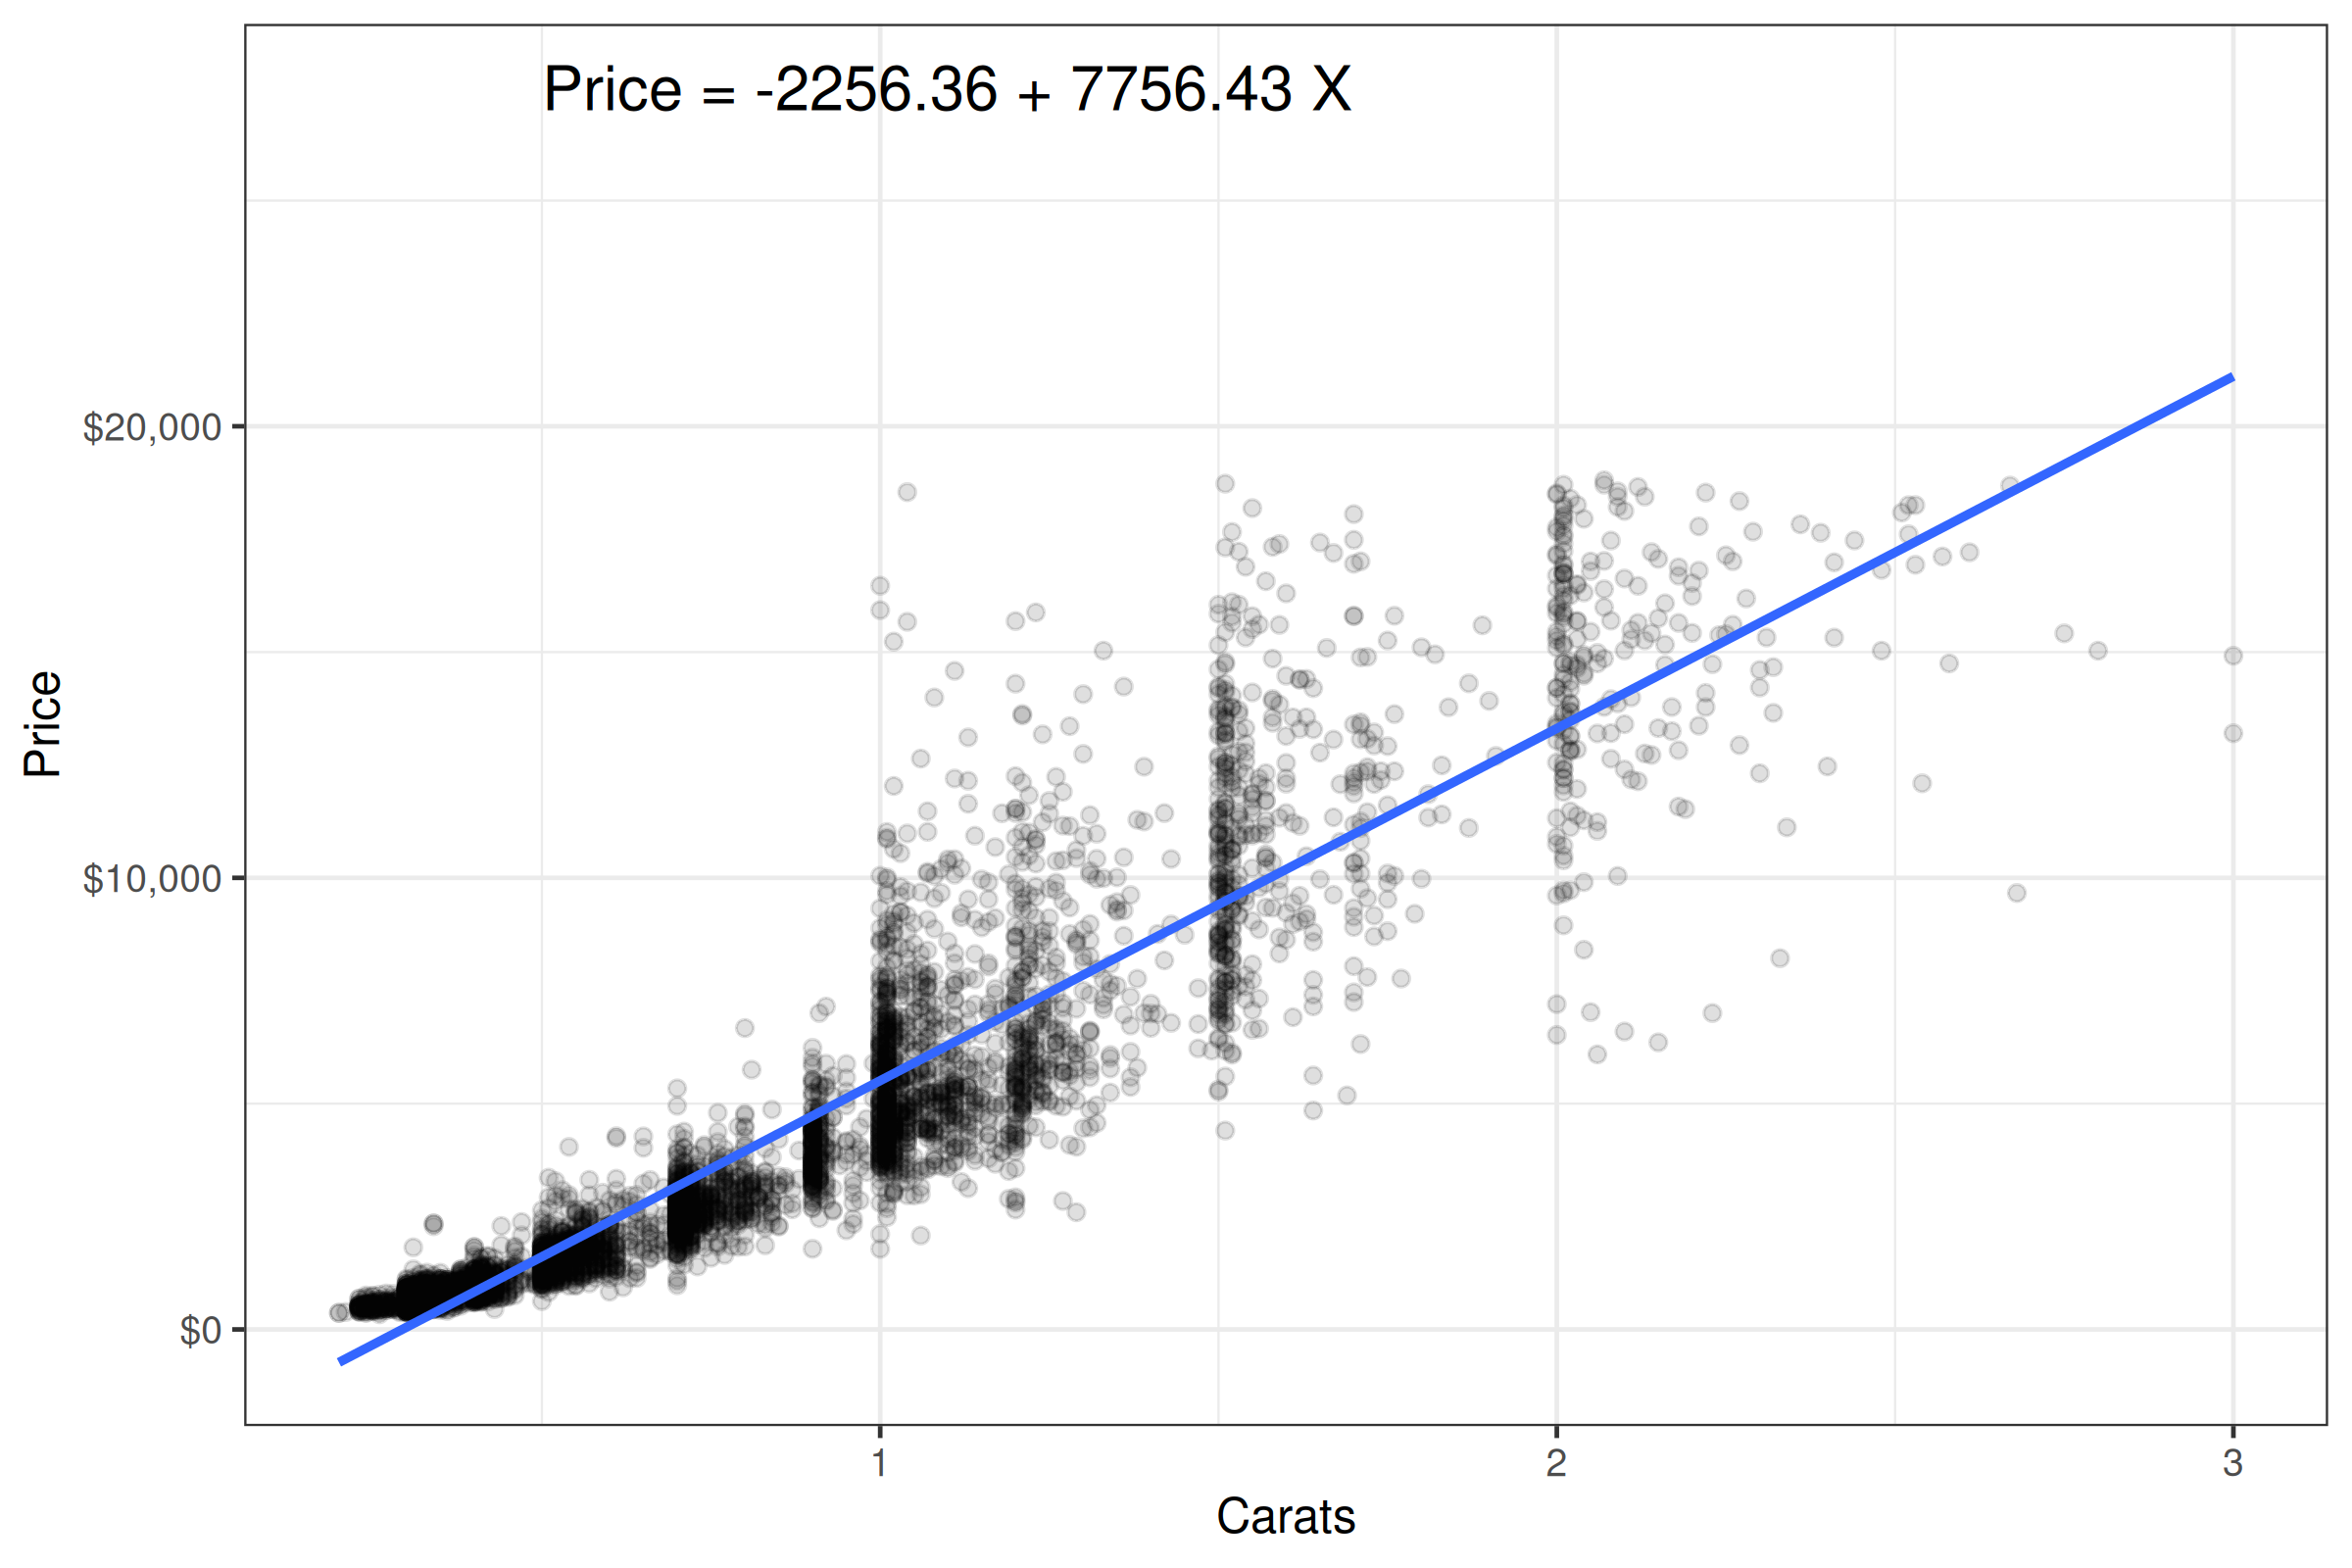 Price = -2256.36 + 7756.43 X
$20,000
$10,000
$0
Price
1
2
3
Carats